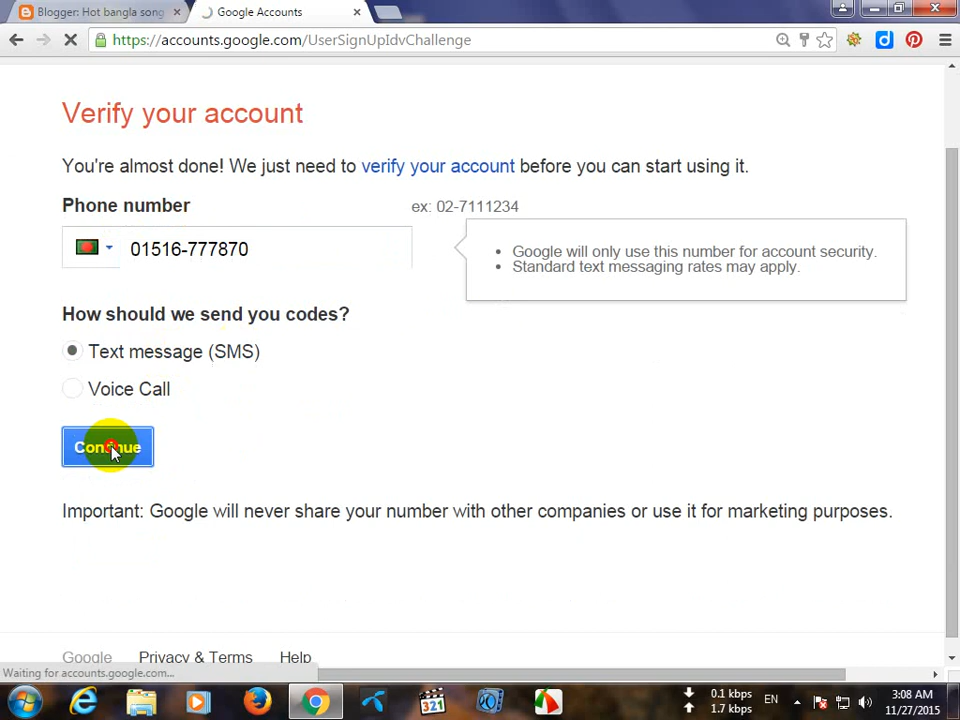 Blogger: Hot bangla song
Google Accounts
https://accounts.google.com/UserSignUpIdvChallenge
Verify your account
You're almost done! We just need to verify your account before you can start using it.
Phone number
ex: 02-7111234
01516-777870
Google will only use this number for account security.
Standard text messaging rates may apply.
How should we send you codes?
Text message (SMS)
Voice Call
Continue
Important: Google will never share your number with other companies or use it for marketing purposes.
Google Privacy & Terms Help
Waiting for accounts.google.com...
321
0.1 kbps
1.7 kbps
EN
3:08 AM
11/27/2015